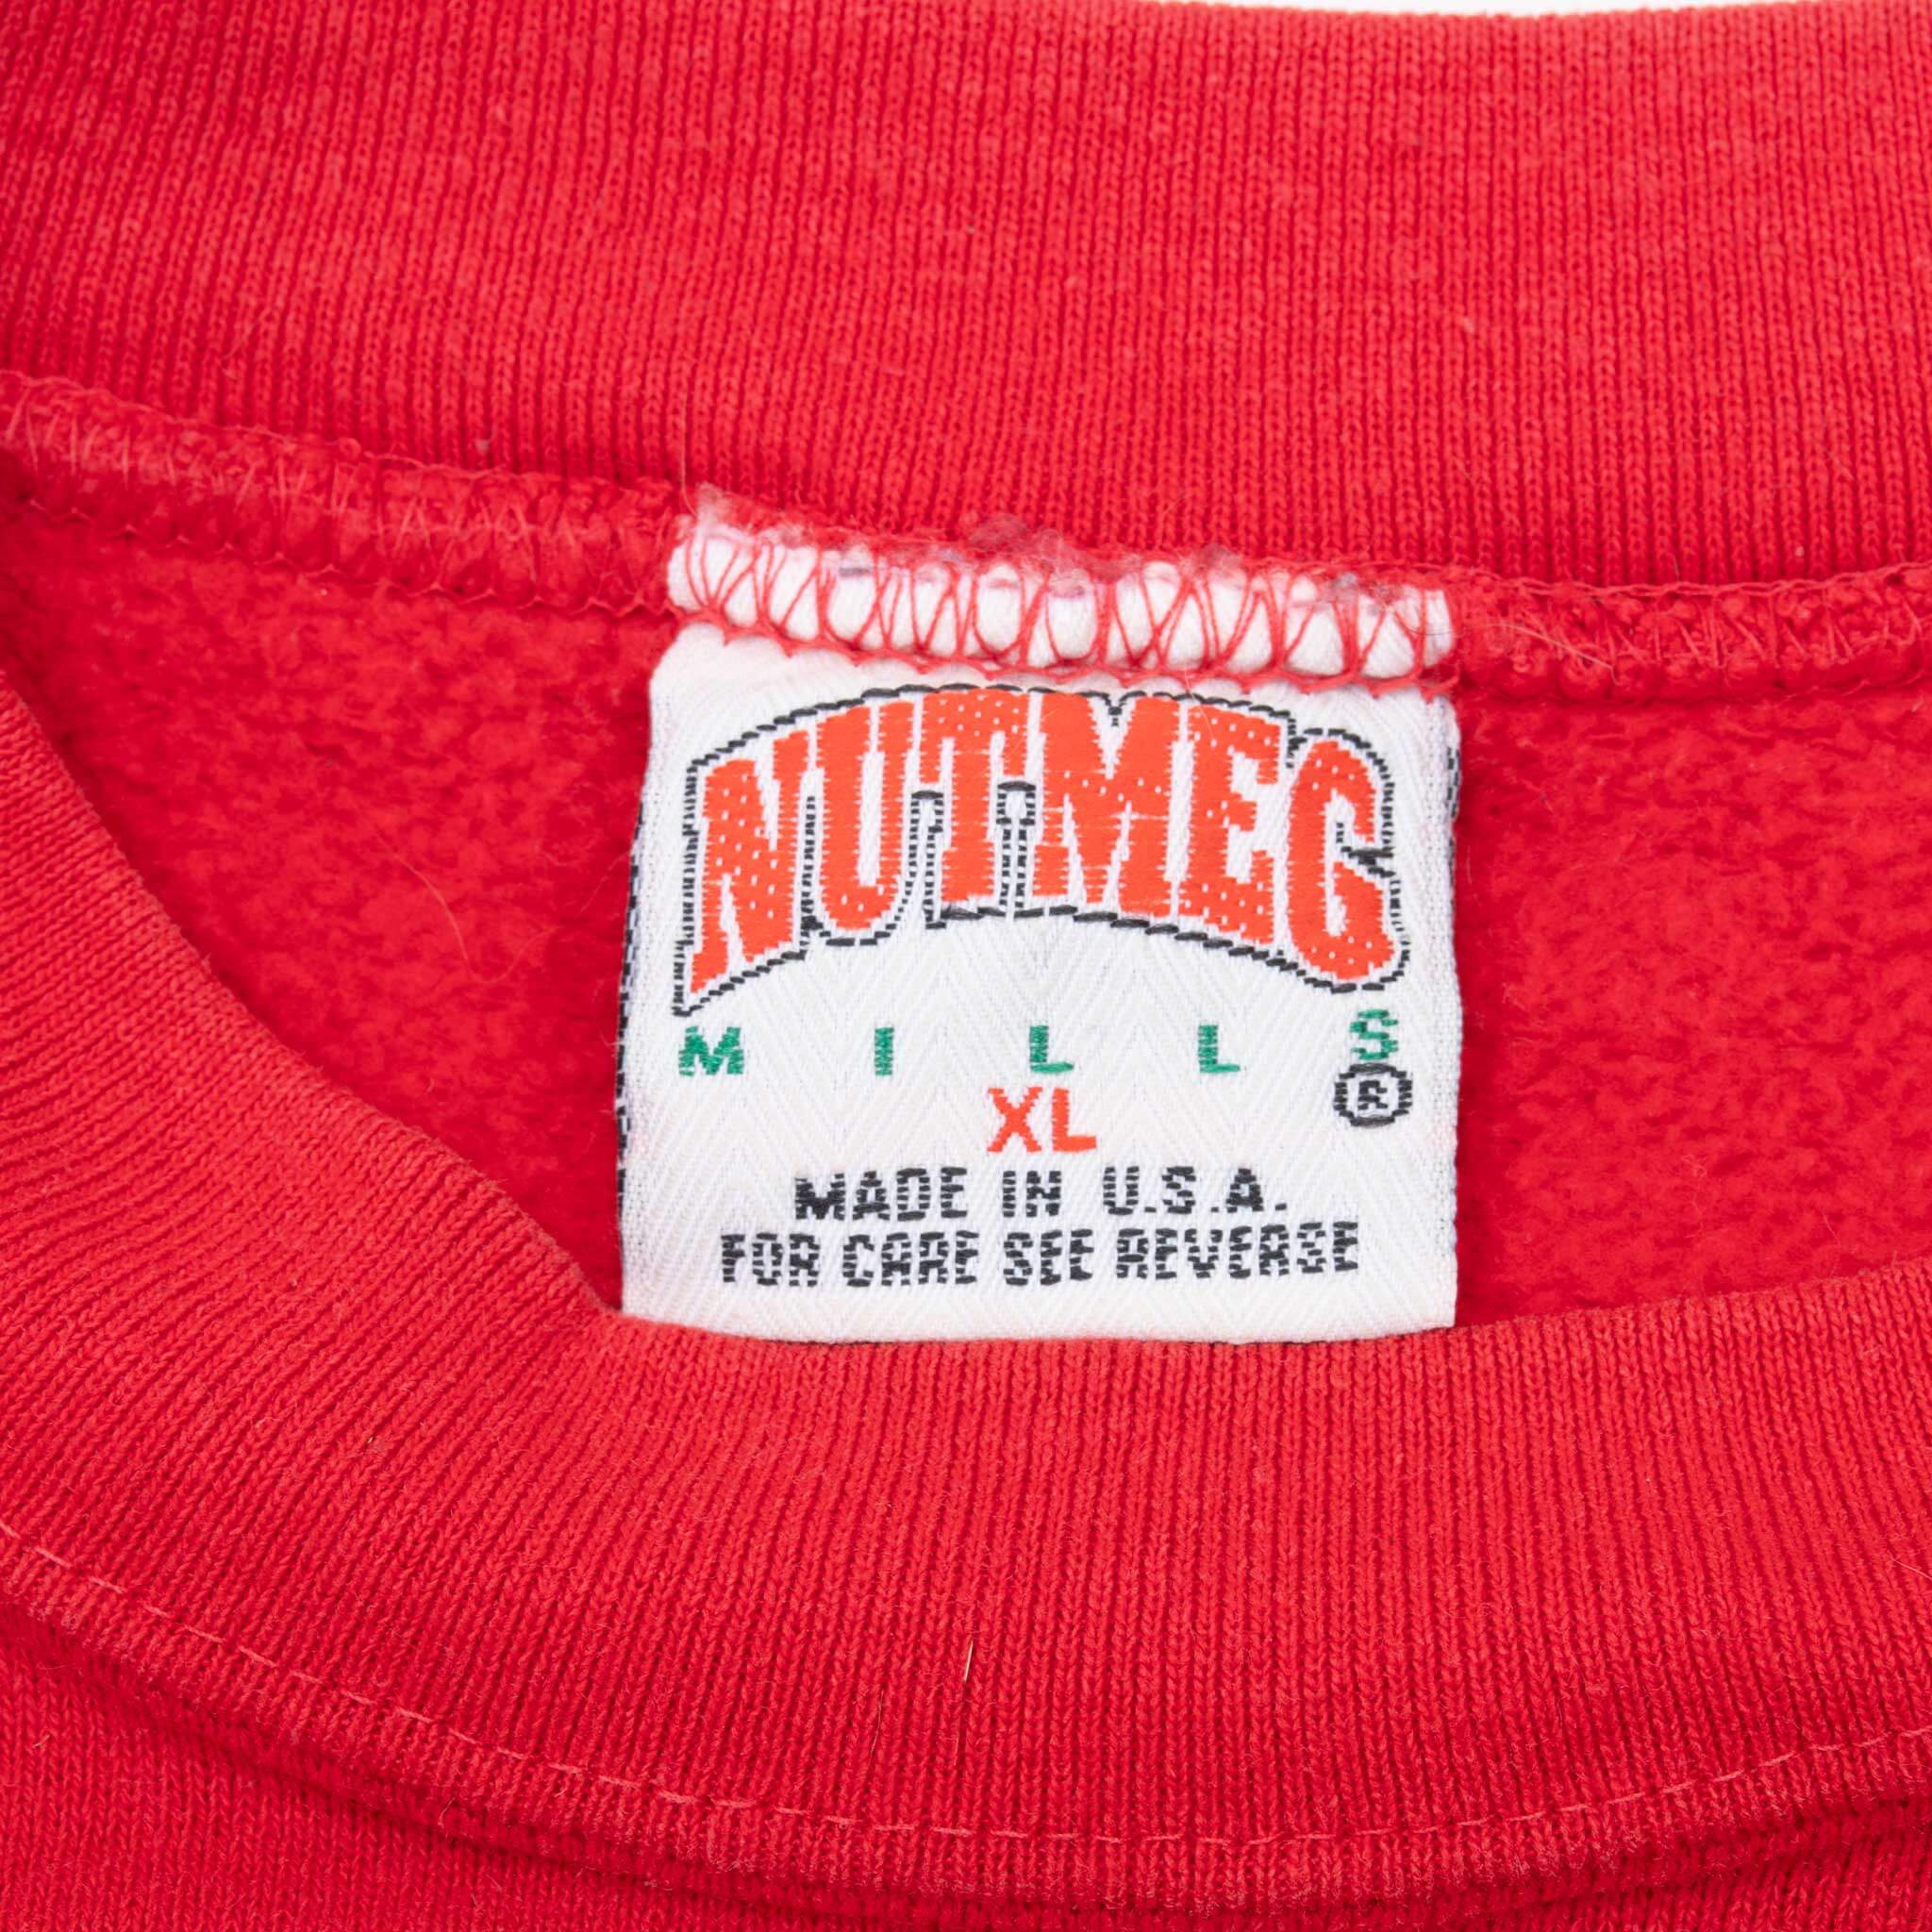 NUTMEG
MILLS
®
XL
MADE IN U.S.A.
FOR CARE SEE REVERSE